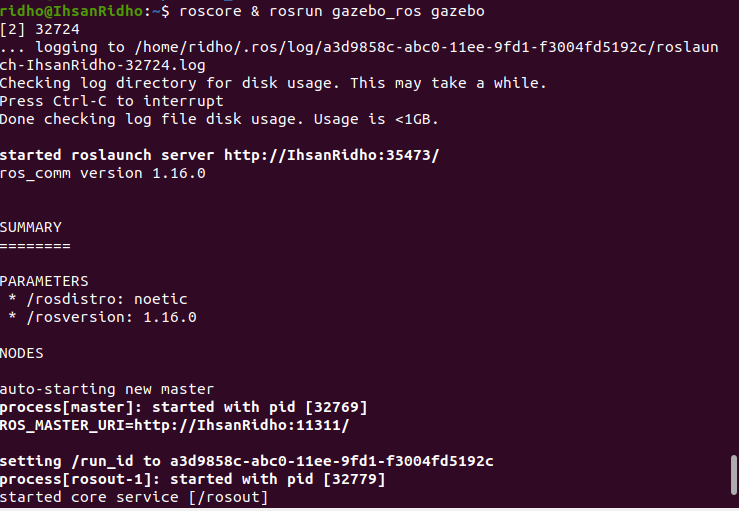 ridho@IhsanRidho:~$ roscore & rosrun gazebo_ros gazebo
[2] 32724
... logging to /home/ridho/.ros/log/a3d9858c-abc0-11ee-9fd1-f3004fd5192c/roslaun
ch-IhsanRidho-32724.log
Checking log directory for disk usage. This may take a while.
Press Ctrl-C to interrupt
Done checking log file disk usage. Usage is <1GB.
started roslaunch server http://IhsanRidho:35473/
ros_comm version 1.16.0
SUMMARY
========
PARAMETERS
 * /rosdistro: noetic
 * /rosversion: 1.16.0
NODES
auto-starting new master
process[master]: started with pid [32769]
ROS_MASTER_URI=http://IhsanRidho:11311/
setting /run_id to a3d9858c-abc0-11ee-9fd1-f3004fd5192c
process[rosout-1]: started with pid [32779]
started core service [/rosout]